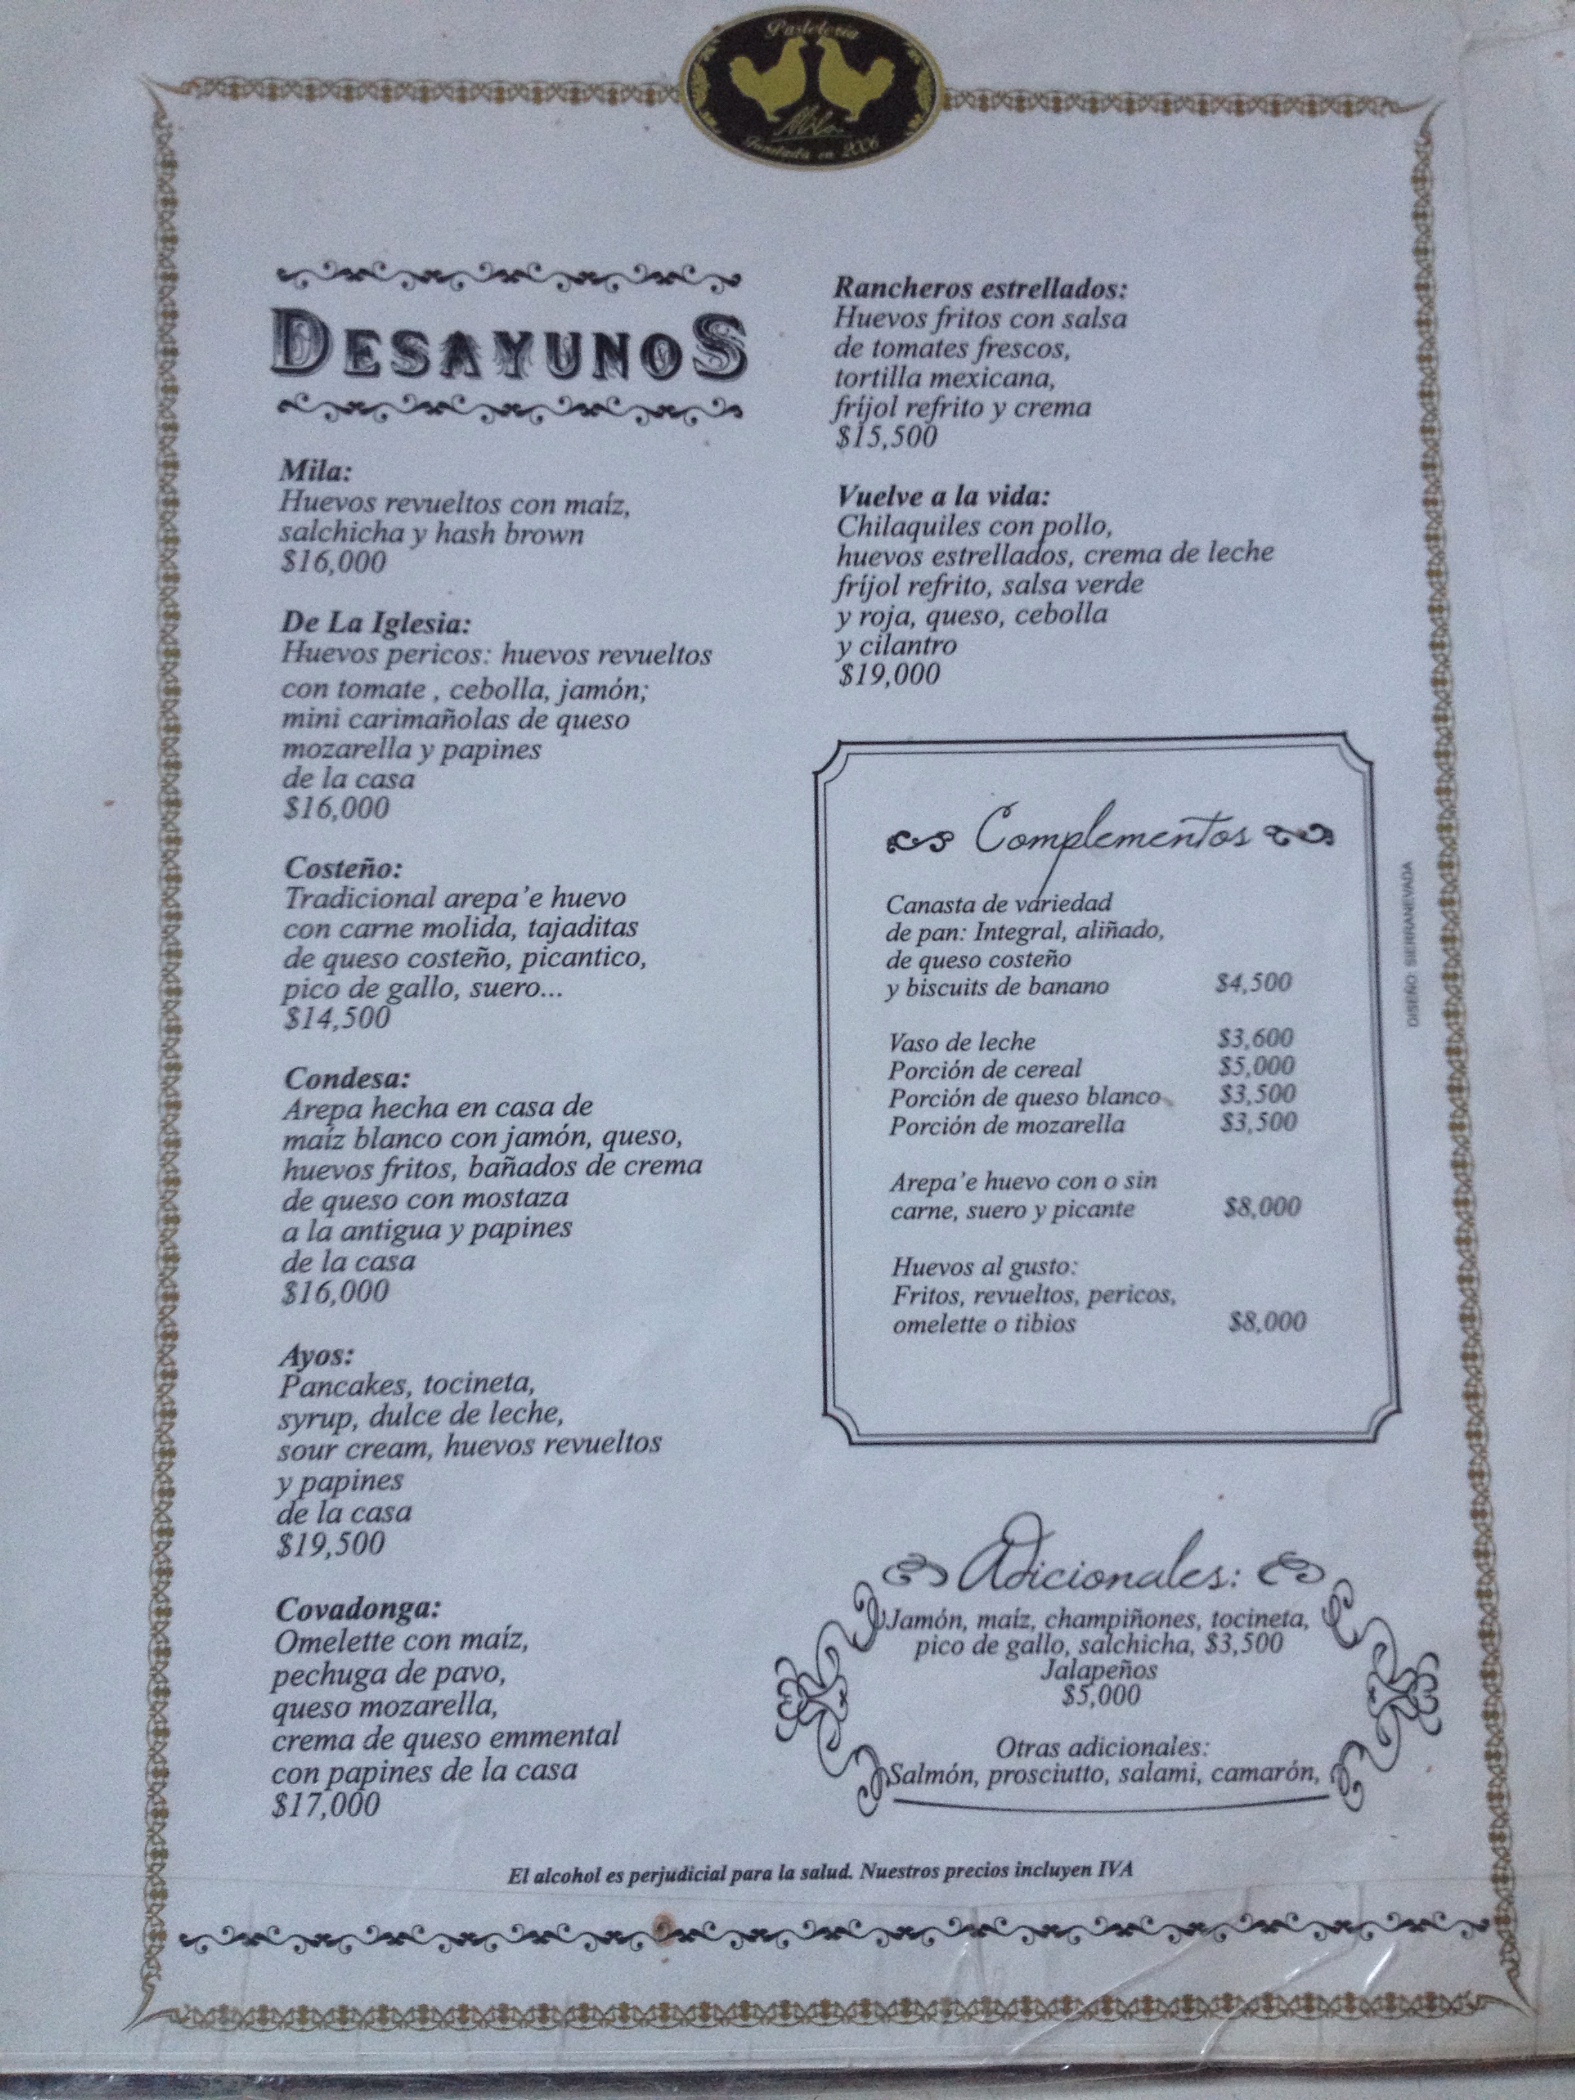 Pastelería
Mila
Fundada en 2006
DESAYUNOS
Mila:
Huevos revueltos con maíz,
salchicha y hash brown
$16,000
De La Iglesia:
Huevos pericos: huevos revueltos
con tomate , cebolla, jamón;
mini carimañolas de queso
mozarella y papines
de la casa
$16,000
Costeño:
Tradicional arepa'e huevo
con carne molida, tajaditas
de queso costeño, picantico,
pico de gallo, suero...
$14,500
Condesa:
Arepa hecha en casa de
maíz blanco con jamón, queso,
huevos fritos, bañados de crema
de queso con mostaza
a la antigua y papines
de la casa
$16,000
Ayos:
Pancakes, tocineta,
syrup, dulce de leche,
sour cream, huevos revueltos
y papines
de la casa
$19,500
Covadonga:
Omelette con maíz,
pechuga de pavo,
queso mozarella,
crema de queso emmental
con papines de la casa
$17,000
Rancheros estrellados:
Huevos fritos con salsa
de tomates frescos,
tortilla mexicana,
fríjol refrito y crema
$15,500
Vuelve a la vida:
Chilaquiles con pollo,
huevos estrellados, crema de leche
fríjol refrito, salsa verde
y roja, queso, cebolla
y cilantro
$19,000
Complementos
Canasta de variedad
de pan: Integral, aliñado,
de queso costeño
y biscuits de banano $4,500
Vaso de leche $3,600
Porción de cereal $5,000
Porción de queso blanco $3,500
Porción de mozarella $3,500
Arepa'e huevo con o sin
carne, suero y picante $8,000
Huevos al gusto:
Fritos, revueltos, pericos,
omelette o tibios $8,000
DISEÑO: SIERRANEVADA
Adicionales:
Jamón, maíz, champiñones, tocineta,
pico de gallo, salchicha, $3,500
Jalapeños
$5,000
Otras adicionales:
Salmón, prosciutto, salami, camarón,
El alcohol es perjudicial para la salud. Nuestros precios incluyen IVA